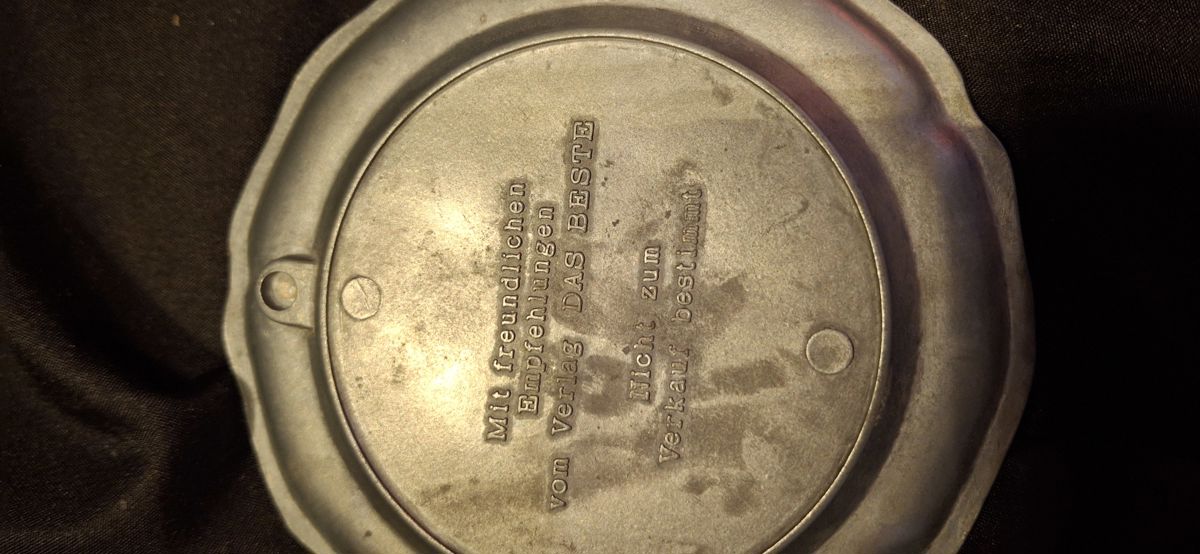 Mit freundlichen
Empfehlungen
vom Verlag DAS BESTE
Nicht zum
Verkauf bestimmt